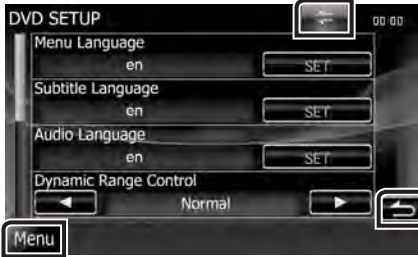 DVD SETUP 00:00
Menu Language
en SET
Subtitle Language
en SET
Audio Language
en SET
Dynamic Range Control
Normal
Menu